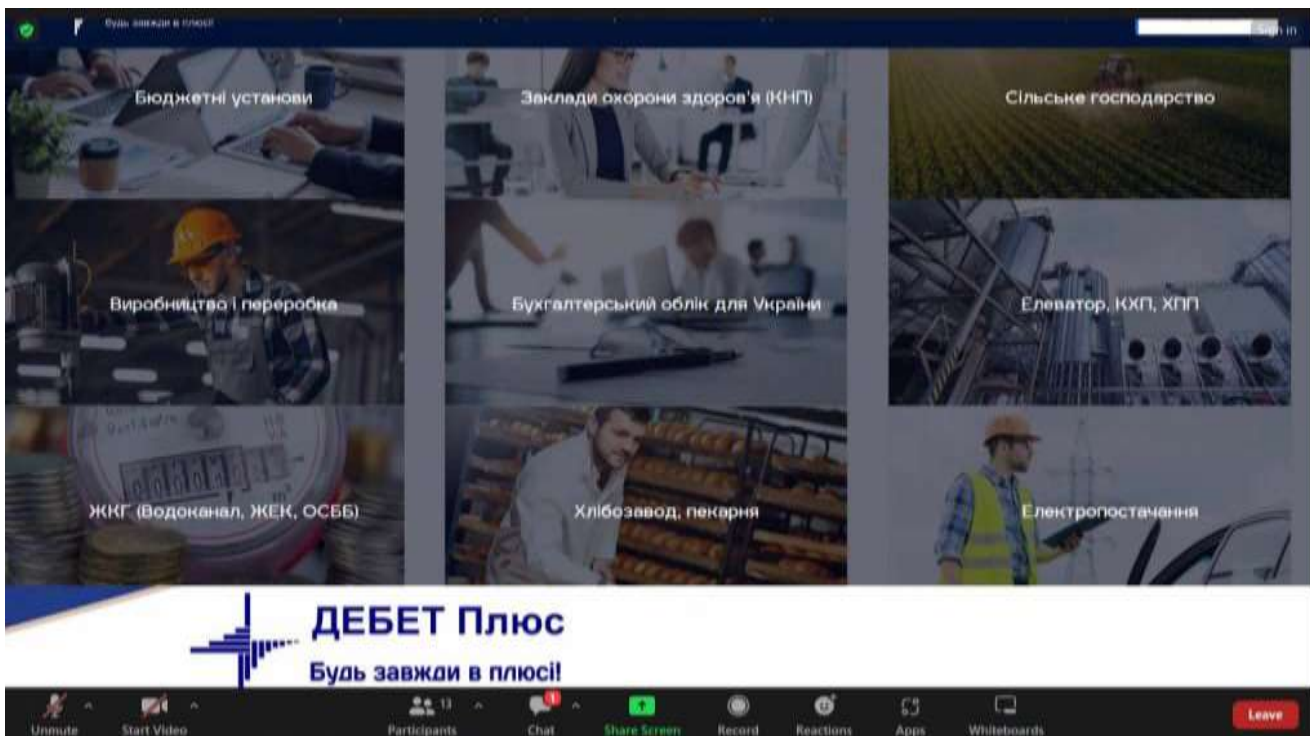 Будь завжди в плюсі!
Sign in
Бюджетні установи
Заклади охорони здоров'я (КНП)
Сільське господарство
Виробництво і переробка
Бухгалтерський облік для України
Елеватор, КХП, ХПП
ЖКГ (Водоканал, ЖЕК, ОСББ)
Хлібозавод, пекарня
Електропостачання
ДЕБЕТ Плюс
Будь завжди в плюсі!
13
1
Unmute
Start Video
Participants
Chat
Share Screen
Record
Reactions
Apps
Whiteboards
Leave